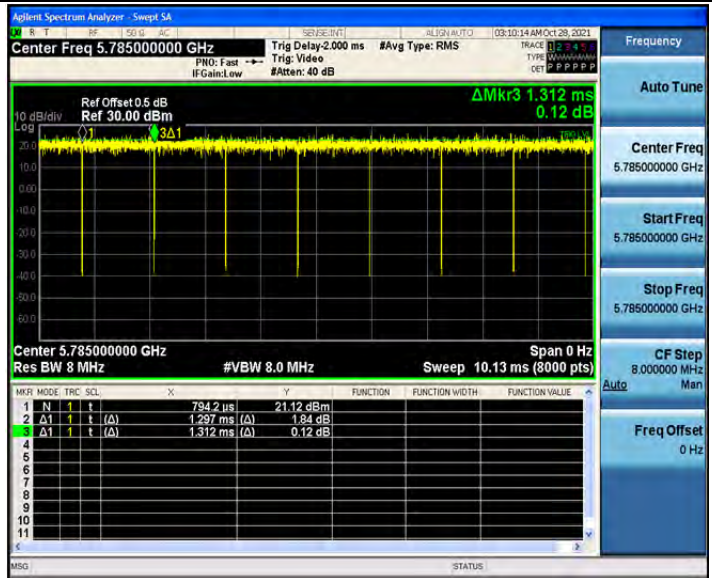 Agilent Spectrum Analyzer - Swept SA
R T RF 50 Ω AC SENSE:INT ALIGN AUTO 03:10:14 AM Oct 28, 2021
Center Freq 5.785000000 GHz
PNO: Fast
IFGain:Low
Trig Delay-2.000 ms
Trig: Video
#Atten: 40 dB
#Avg Type: RMS
TRACE 1 2 3 4 5 6
TYPE
DET P P P P P P
Frequency
Auto Tune
Center Freq
5.785000000 GHz
Start Freq
5.785000000 GHz
Stop Freq
5.785000000 GHz
CF Step
8.000000 MHz
Auto Man
Freq Offset
0 Hz
ΔMkr3 1.312 ms
0.12 dB
Ref Offset 0.5 dB
10 dB/div Ref 30.00 dBm
Log
1 3Δ1
TRIG LVL
20.0
10.0
0.00
-10.0
-20.0
-30.0
-40.0
-50.0
-60.0
Center 5.785000000 GHz Span 0 Hz
Res BW 8 MHz #VBW 8.0 MHz Sweep 10.13 ms (8000 pts)
MKR MODE TRC SCL X Y FUNCTION FUNCTION WIDTH FUNCTION VALUE
1 N 1 t 794.2 µs 21.12 dBm
2 Δ1 1 t (Δ) 1.297 ms (Δ) 1.84 dB
3 Δ1 1 t (Δ) 1.312 ms (Δ) 0.12 dB
4
5
6
7
8
9
10
11
MSG STATUS